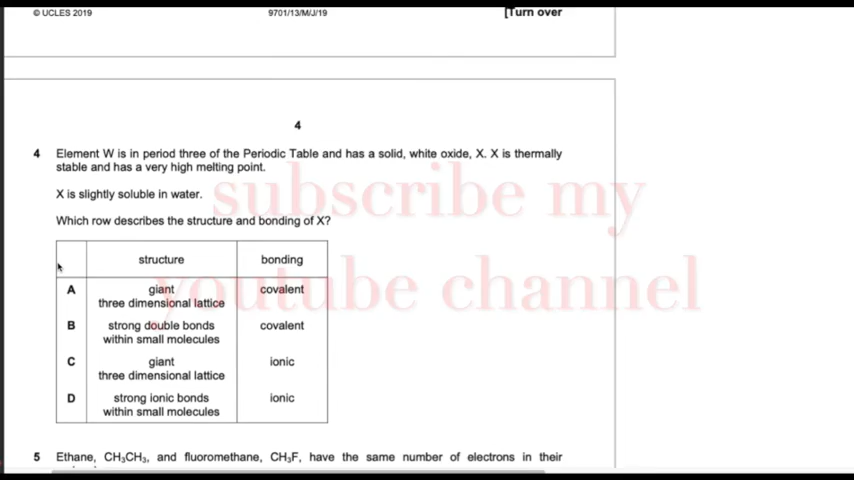 © UCLES 2019 9701/13/M/J/19 [Turn over
4
4 Element W is in period three of the Periodic Table and has a solid, white oxide, X. X is thermally
stable and has a very high melting point.
X is slightly soluble in water.
Which row describes the structure and bonding of X?
structure bonding
A giant covalent
three dimensional lattice
B strong double bonds covalent
within small molecules
C giant ionic
three dimensional lattice
D strong ionic bonds ionic
within small molecules
5 Ethane, CH₃CH₃, and fluoromethane, CH₃F, have the same number of electrons in their
subscribe my
youtube channel